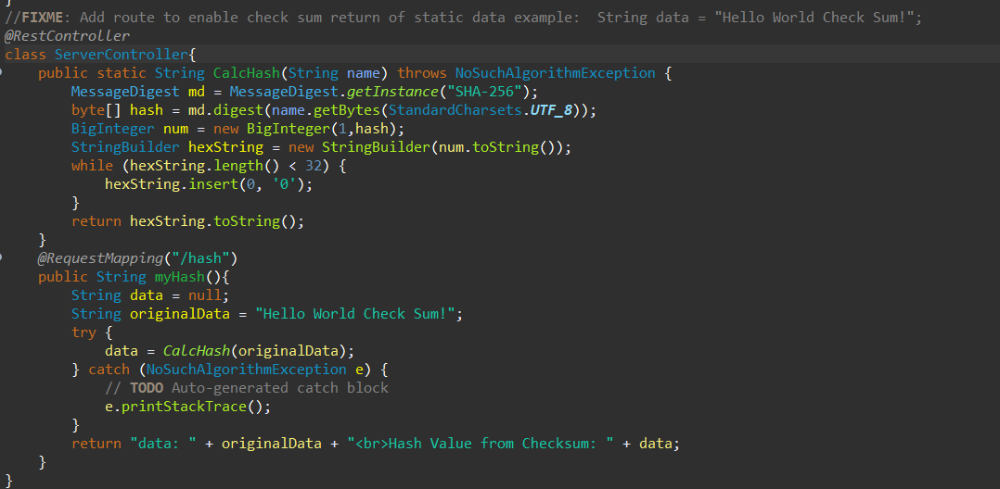 }
//FIXME: Add route to enable check sum return of static data example:  String data = "Hello World Check Sum!";
@RestController
class ServerController{
    public static String CalcHash(String name) throws NoSuchAlgorithmException {
        MessageDigest md = MessageDigest.getInstance("SHA-256");
        byte[] hash = md.digest(name.getBytes(StandardCharsets.UTF_8));
        BigInteger num = new BigInteger(1,hash);
        StringBuilder hexString = new StringBuilder(num.toString());
        while (hexString.length() < 32) {
            hexString.insert(0, '0');
        }
        return hexString.toString();
    }
    @RequestMapping("/hash")
    public String myHash(){
        String data = null;
        String originalData = "Hello World Check Sum!";
        try {
            data = CalcHash(originalData);
        } catch (NoSuchAlgorithmException e) {
            // TODO Auto-generated catch block
            e.printStackTrace();
        }
        return "data: " + originalData + "<br>Hash Value from Checksum: " + data;
    }
}